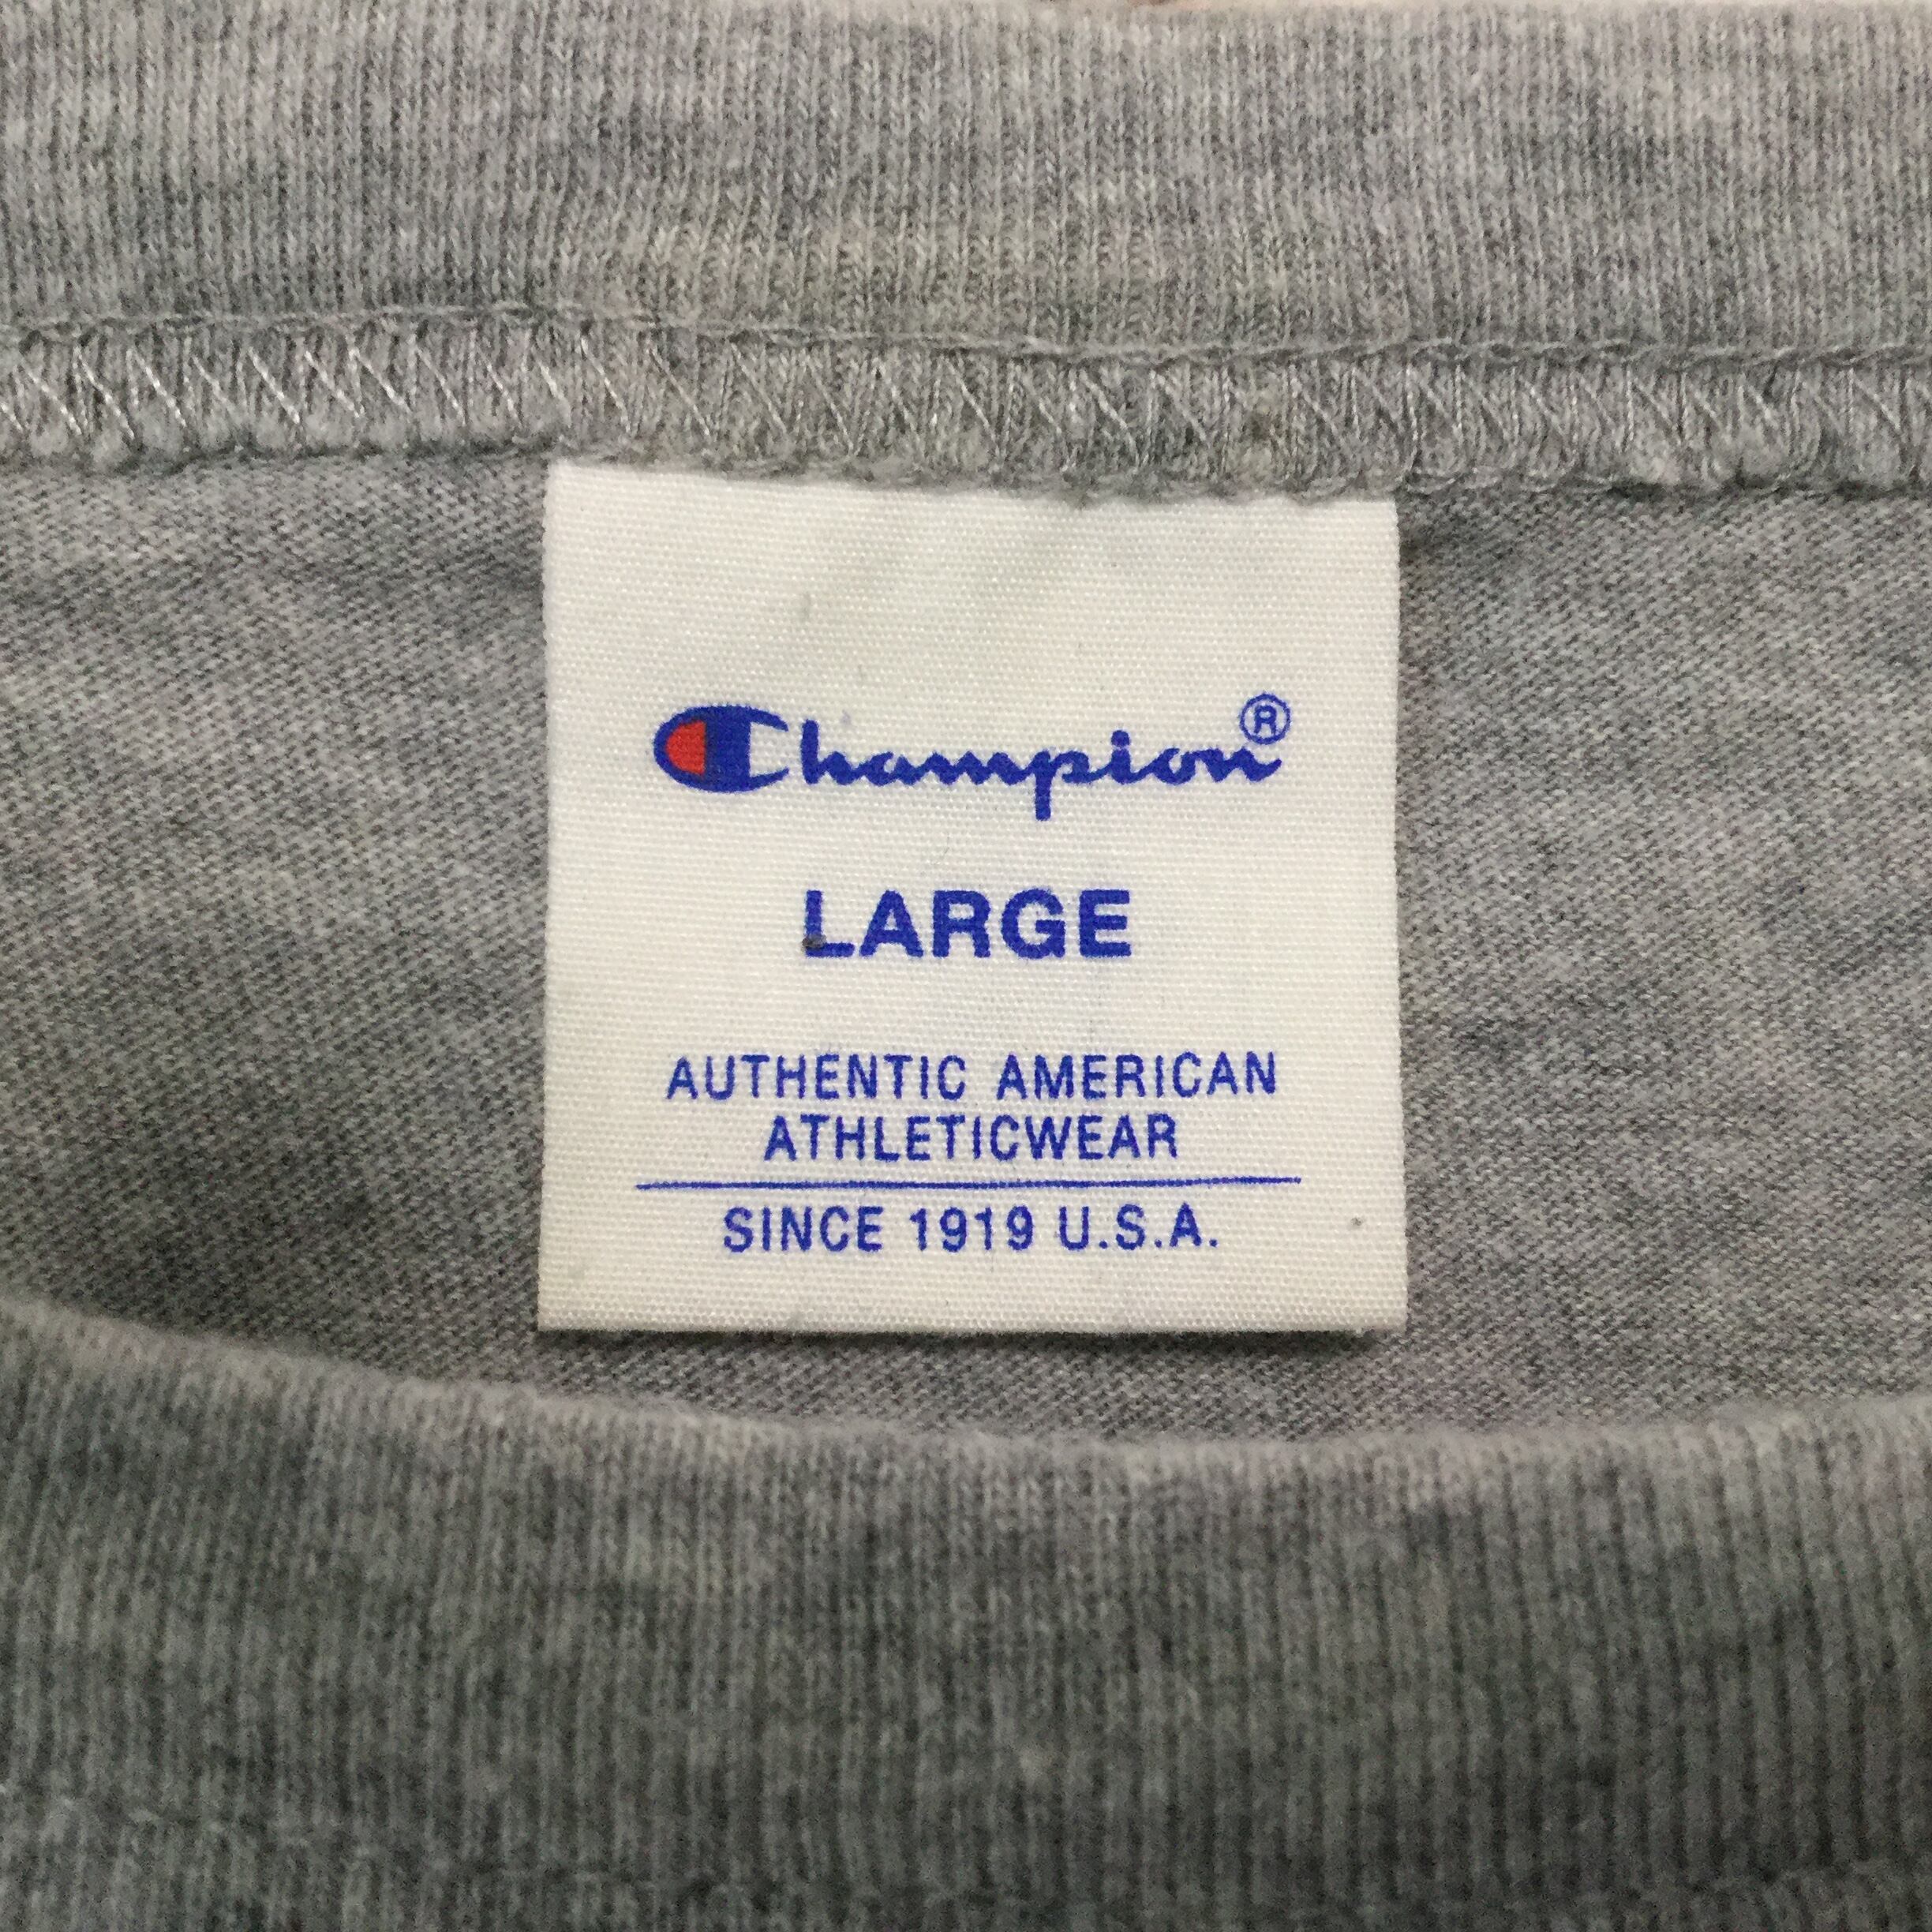 Champion®
LARGE
AUTHENTIC AMERICAN
ATHLETICWEAR
SINCE 1919 U.S.A.